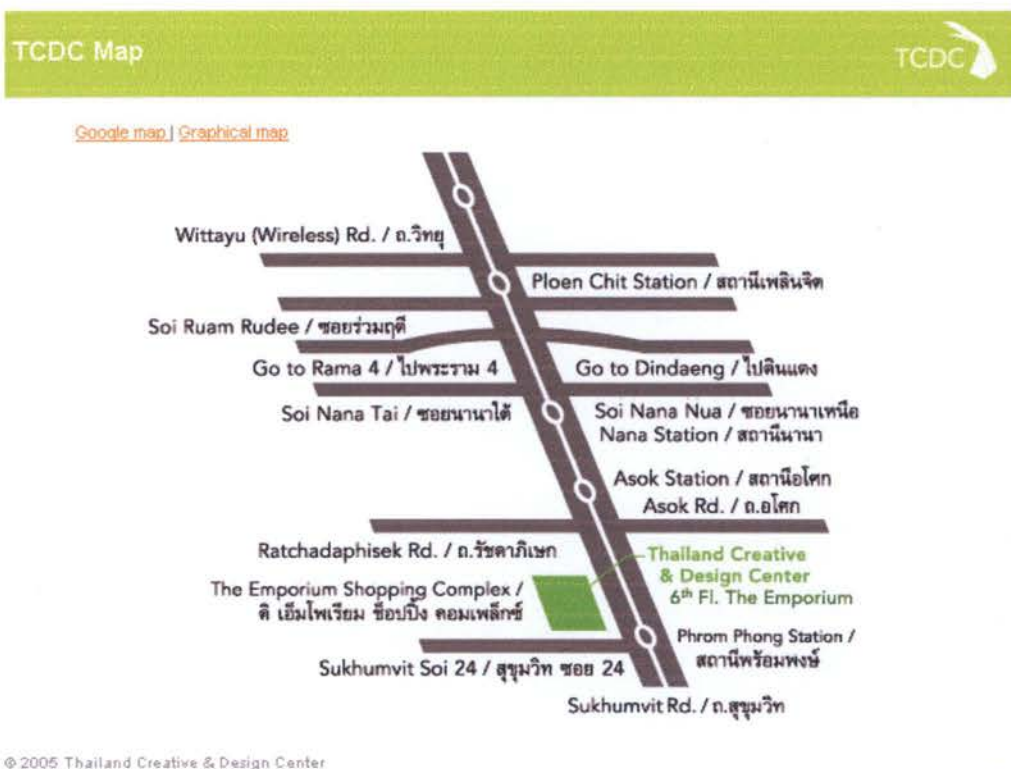 TCDC Map
TCDC
Google map | Graphical map
Wittayu (Wireless) Rd. / ถ.วิทยุ
Ploen Chit Station / สถานีเพลินจิต
Soi Ruam Rudee / ซอยร่วมฤดี
Go to Rama 4 / ไปพระราม 4
Go to Dindaeng / ไปดินแดง
Soi Nana Tai / ซอยนานาใต้
Soi Nana Nua / ซอยนานาเหนือ
Nana Station / สถานีนานา
Asok Station / สถานีอโศก
Asok Rd. / ถ.อโศก
Ratchadaphisek Rd. / ถ.รัชดาภิเษก
Thailand Creative
& Design Center
6th Fl. The Emporium
The Emporium Shopping Complex /
ดิ เอ็มโพเรียม ช็อปปิ้ง คอมเพล็กซ์
Phrom Phong Station /
สถานีพร้อมพงษ์
Sukhumvit Soi 24 / สุขุมวิท ซอย 24
Sukhumvit Rd. / ถ.สุขุมวิท
© 2005 Thailand Creative & Design Center